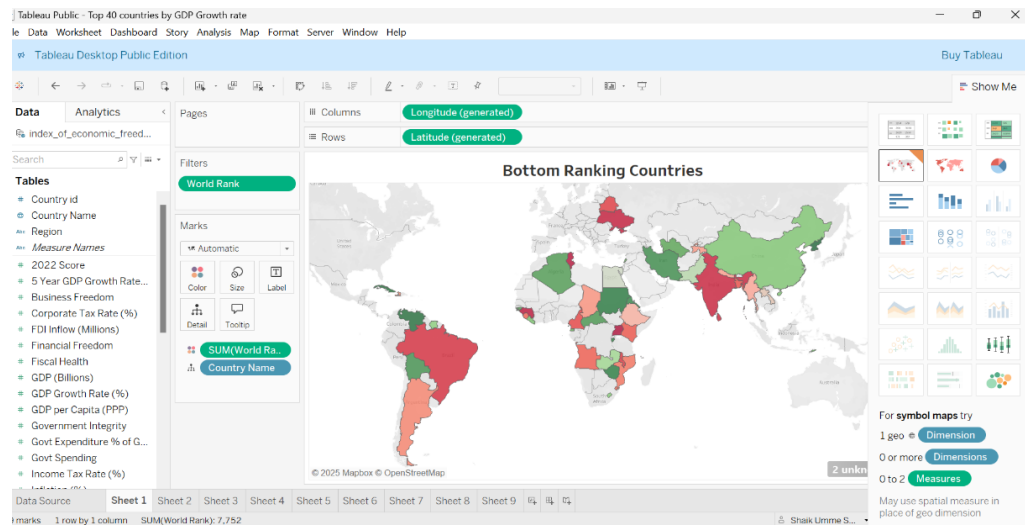 Tableau Public - Top 40 countries by GDP Growth rate
le Data Worksheet Dashboard Story Analysis Map Format Server Window Help
Tableau Desktop Public Edition
Buy Tableau
Show Me
Data Analytics
index_of_economic_freed...
Search
Tables
Country id
Country Name
Abc Region
Abc Measure Names
2022 Score
5 Year GDP Growth Rate...
Business Freedom
Corporate Tax Rate (%)
FDI Inflow (Millions)
Financial Freedom
Fiscal Health
GDP (Billions)
GDP Growth Rate (%)
GDP per Capita (PPP)
Government Integrity
Govt Expenditure % of G...
Govt Spending
Income Tax Rate (%)
Pages
Filters
World Rank
Marks
Automatic
Color Size Label
Detail Tooltip
SUM(World Ra..
Country Name
Columns Longitude (generated)
Rows Latitude (generated)
Bottom Ranking Countries
© 2025 Mapbox © OpenStreetMap
2 unkn
For symbol maps try
1 geo Dimension
0 or more Dimensions
0 to 2 Measures
May use spatial measure in
place of geo dimension
Data Source Sheet 1 Sheet 2 Sheet 3 Sheet 4 Sheet 5 Sheet 6 Sheet 7 Sheet 8 Sheet 9
marks 1 row by 1 column SUM(World Rank): 7,752
Shaik Umme S...